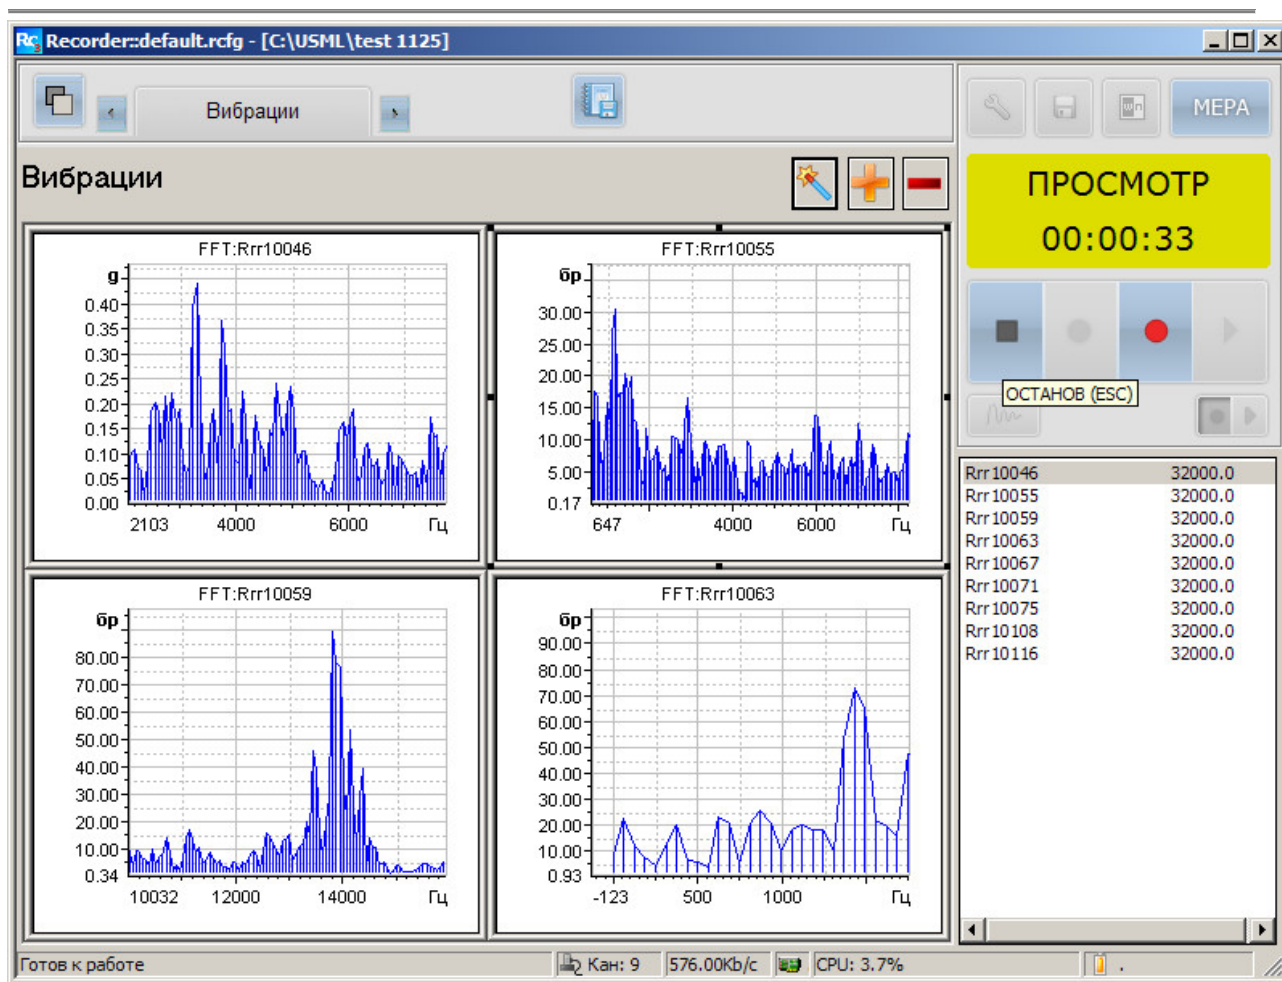 Recorder::default.rcfg - [C:\USML\test 1125]
Вибрации
МЕРА
Вибрации
ПРОСМОТР
00:00:33
ОСТАНОВ (ESC)
FFT:Rrr10046
g
0.40
0.35
0.30
0.25
0.20
0.15
0.10
0.05
0.00
2103 4000 6000 Гц
FFT:Rrr10055
бр
30.00
25.00
20.00
15.00
10.00
5.00
0.17
647 4000 6000 Гц
FFT:Rrr10059
бр
80.00
70.00
60.00
50.00
40.00
30.00
20.00
10.00
0.34
10032 12000 14000 Гц
FFT:Rrr10063
бр
90.00
80.00
70.00
60.00
50.00
40.00
30.00
20.00
10.00
0.93
-123 500 1000 Гц
Rrr10046 32000.0
Rrr10055 32000.0
Rrr10059 32000.0
Rrr10063 32000.0
Rrr10067 32000.0
Rrr10071 32000.0
Rrr10075 32000.0
Rrr10108 32000.0
Rrr10116 32000.0
Готов к работе Кан: 9 576.00Kb/c CPU: 3.7% .